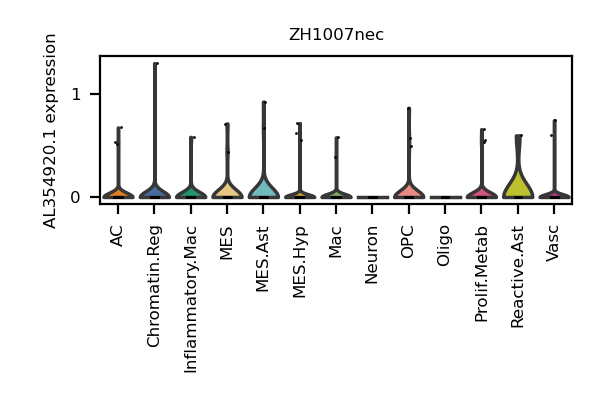 ZH1007nec
AL354920.1 expression
1
0
AC
Chromatin.Reg
Inflammatory.Mac
MES
MES.Ast
MES.Hyp
Mac
Neuron
OPC
Oligo
Prolif.Metab
Reactive.Ast
Vasc